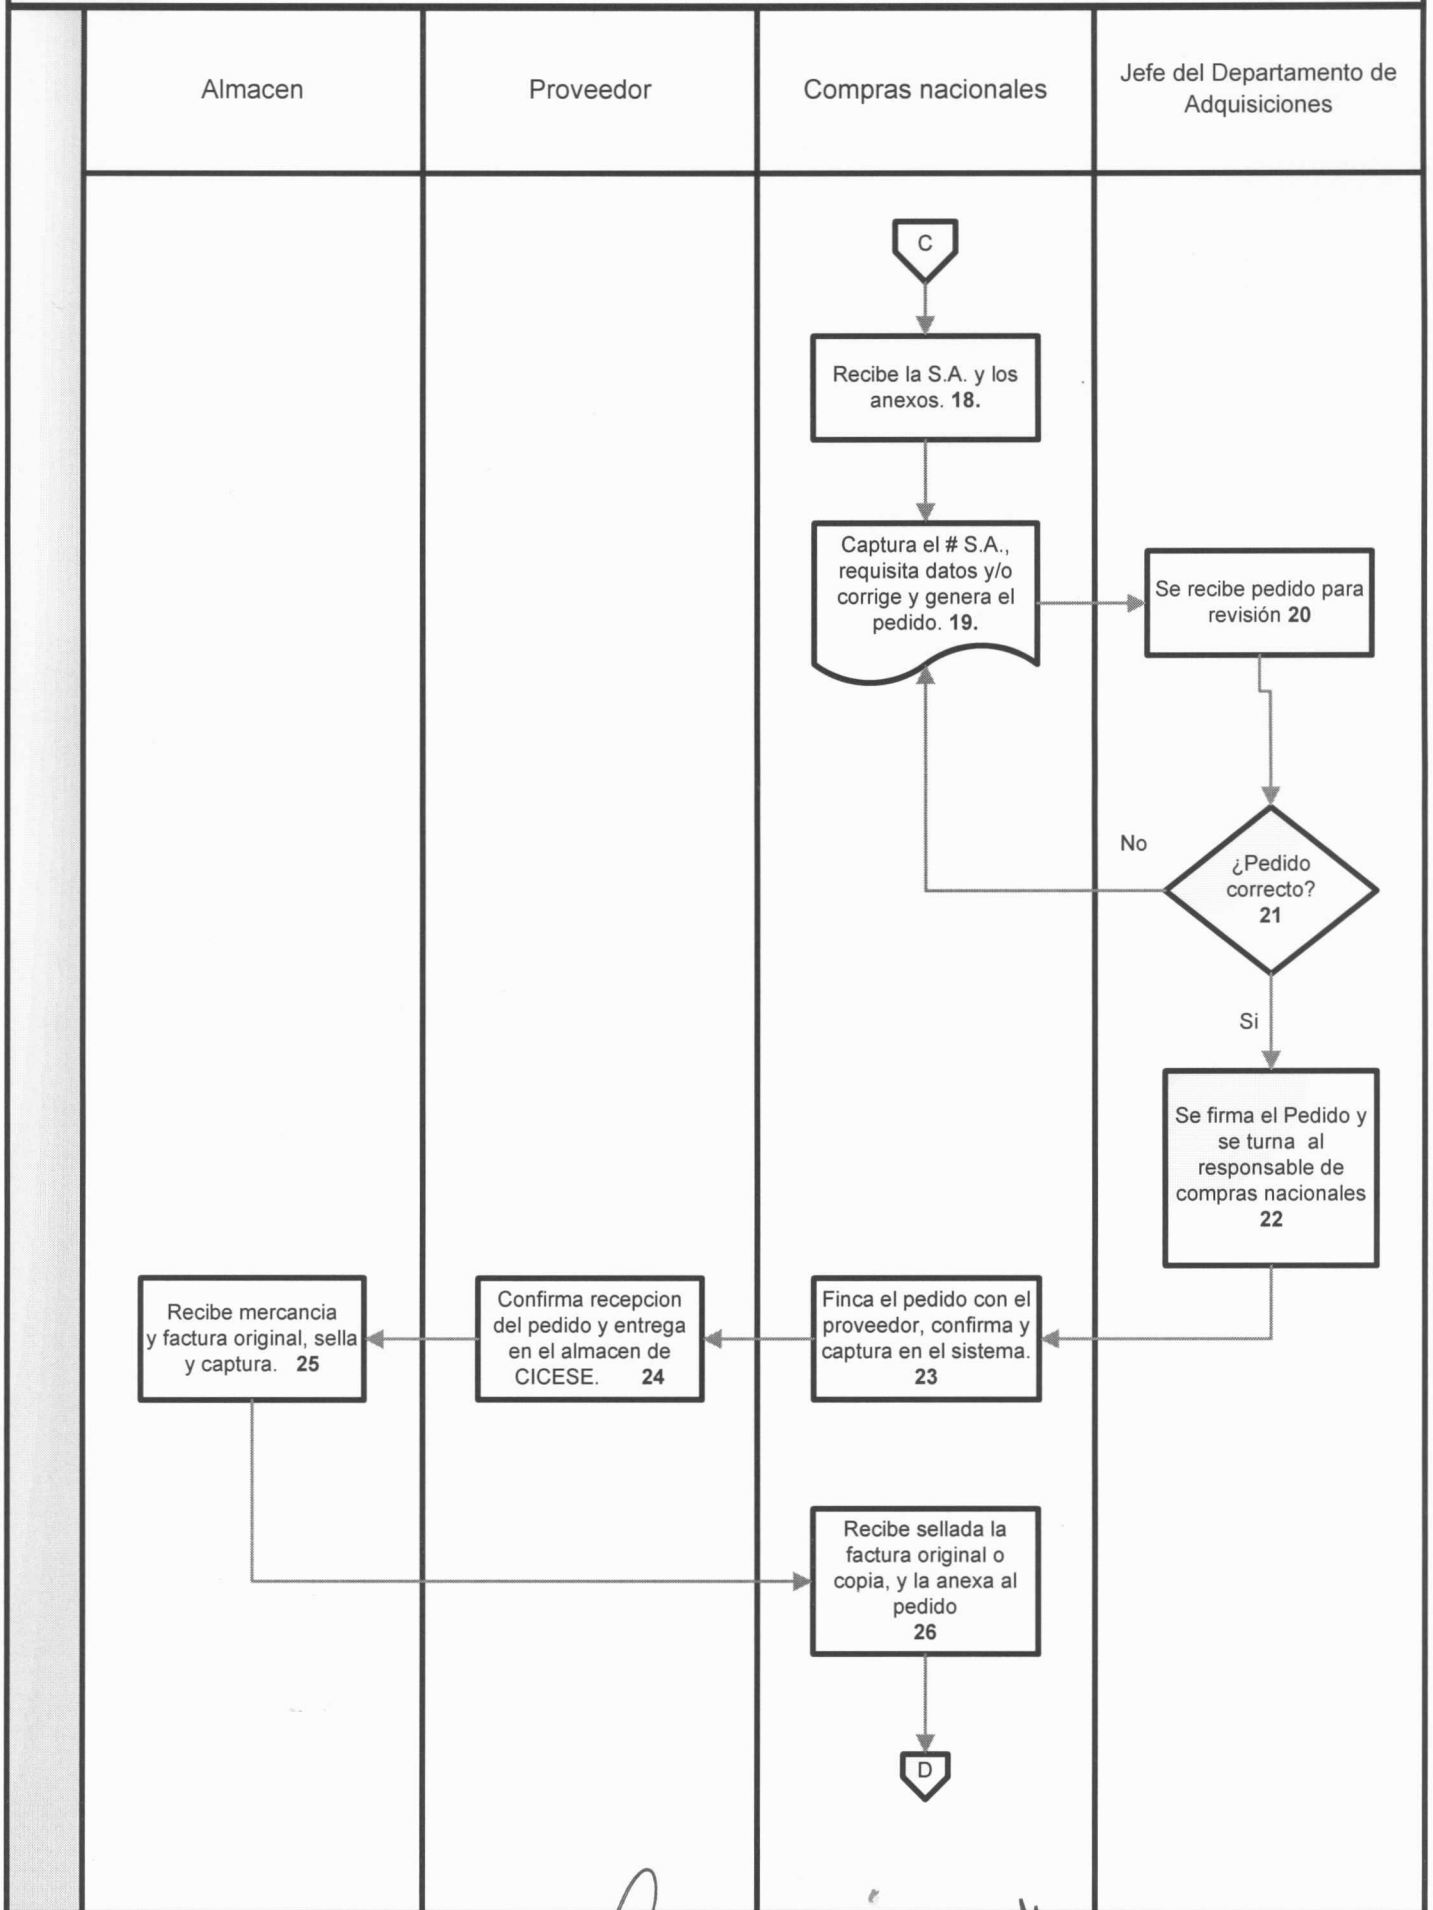 Almacen
Proveedor
Compras nacionales
Jefe del Departamento de
Adquisiciones
C
Recibe la S.A. y los
anexos. 18.
Captura el # S.A.,
requisita datos y/o
corrige y genera el
pedido. 19.
Se recibe pedido para
revisión 20
No
¿Pedido
correcto?
21
Si
Se firma el Pedido y
se turna al
responsable de
compras nacionales
22
Finca el pedido con el
proveedor, confirma y
captura en el sistema.
23
Confirma recepcion
del pedido y entrega
en el almacen de
CICESE. 24
Recibe mercancia
y factura original, sella
y captura. 25
Recibe sellada la
factura original o
copia, y la anexa al
pedido
26
D